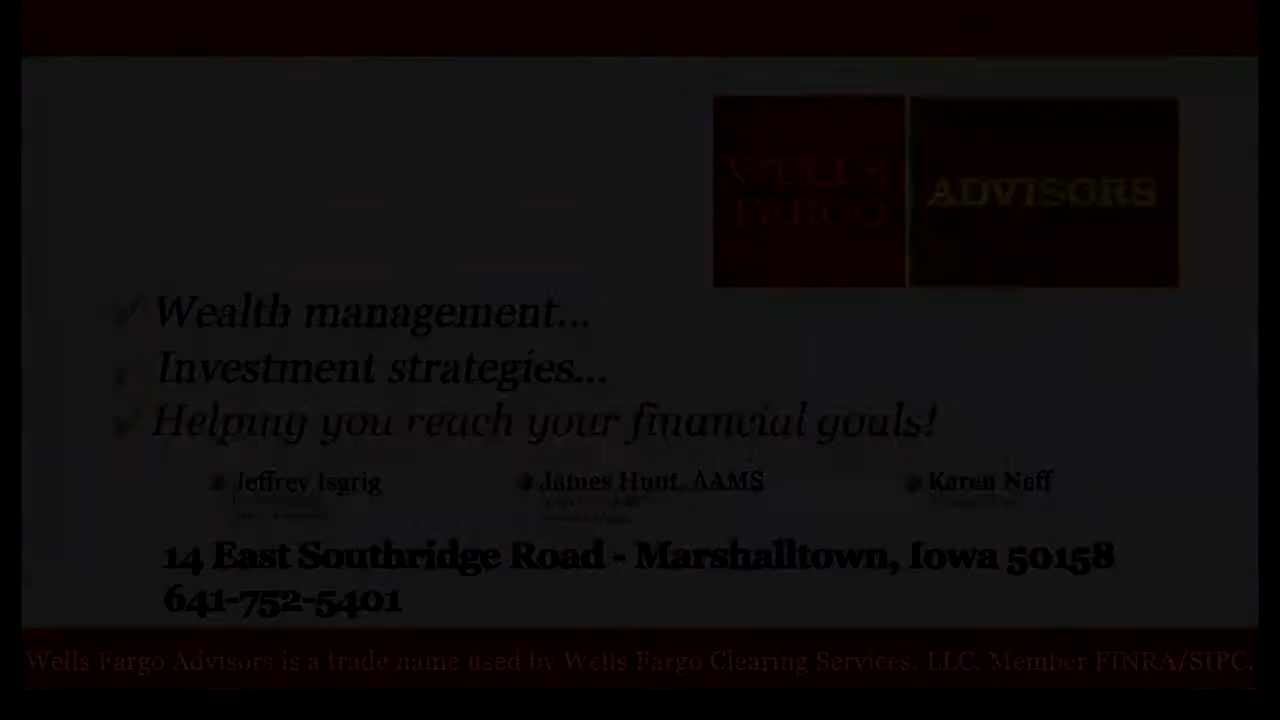 WELLS
FARGO
ADVISORS
Wealth management...
Investment strategies...
Helping you reach your financial goals!
Jeffrey Isgrig
James Hunt, AAMS
Karen Neff
14 East Southridge Road - Marshalltown, Iowa 50158
641-752-5401
Wells Fargo Advisors is a trade name used by Wells Fargo Clearing Services, LLC, Member FINRA/SIPC.